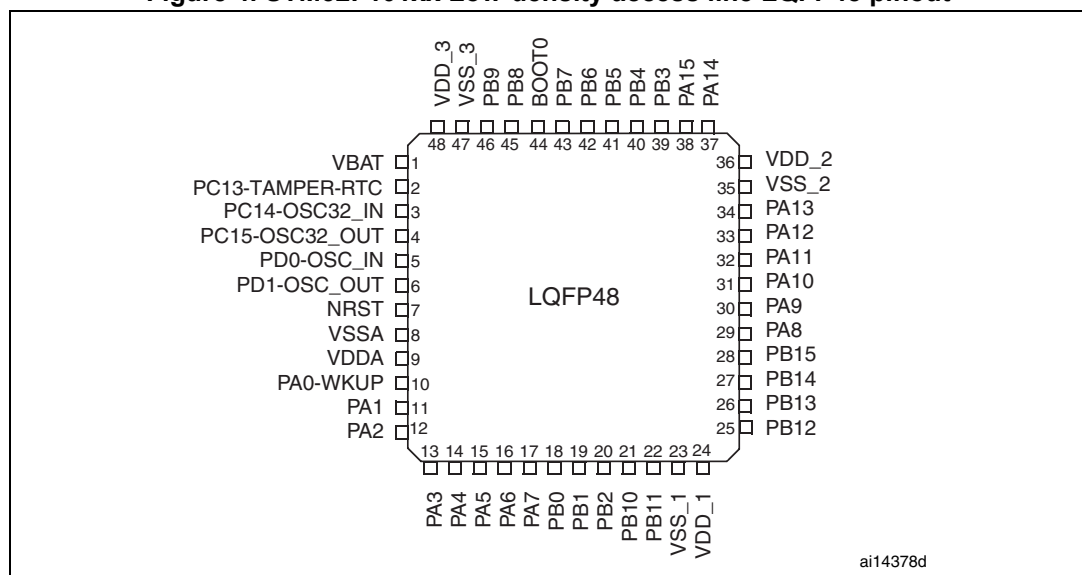 Figure 4. STM32F101xx Low-density access line LQFP48 pinout
VDD_3
VSS_3
PB9
PB8
BOOT0
PB7
PB6
PB5
PB4
PB3
PA15
PA14
48 47 46 45 44 43 42 41 40 39 38 37
VBAT 1
PC13-TAMPER-RTC 2
PC14-OSC32_IN 3
PC15-OSC32_OUT 4
PD0-OSC_IN 5
PD1-OSC_OUT 6
NRST 7
VSSA 8
VDDA 9
PA0-WKUP 10
PA1 11
PA2 12
LQFP48
36 VDD_2
35 VSS_2
34 PA13
33 PA12
32 PA11
31 PA10
30 PA9
29 PA8
28 PB15
27 PB14
26 PB13
25 PB12
13 14 15 16 17 18 19 20 21 22 23 24
PA3
PA4
PA5
PA6
PA7
PB0
PB1
PB2
PB10
PB11
VSS_1
VDD_1
ai14378d